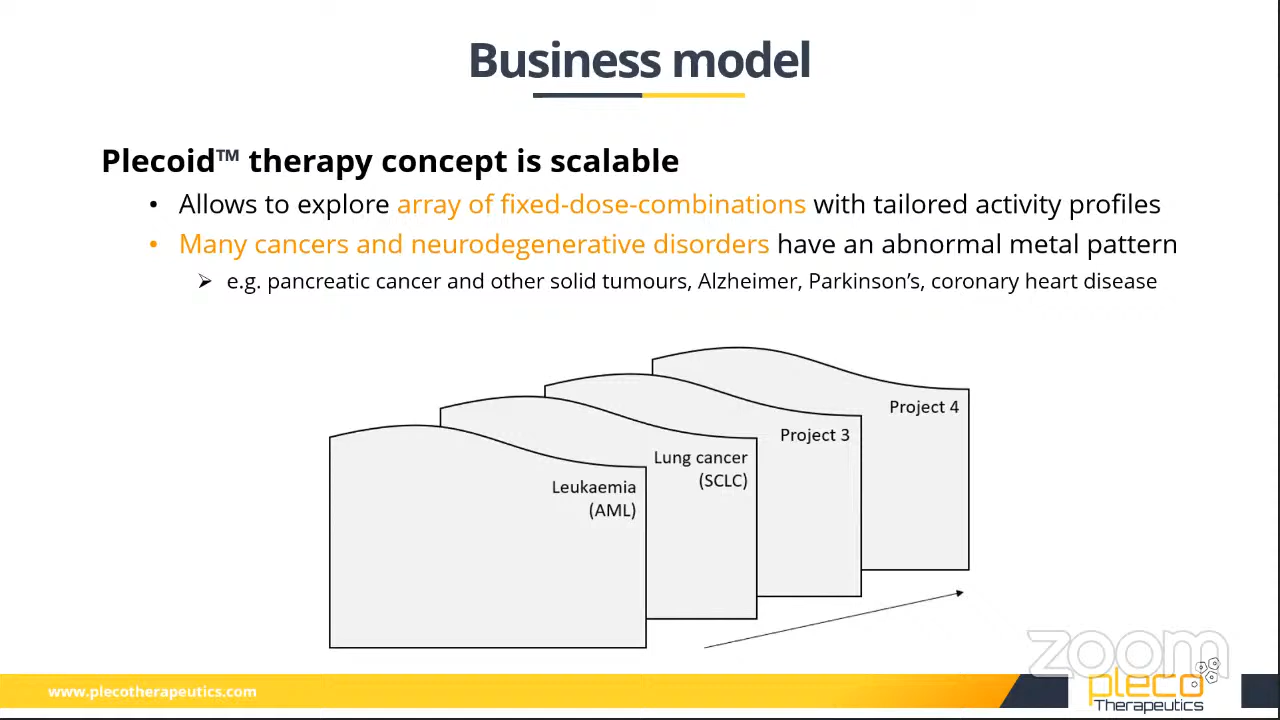 Business model
Plecoid™ therapy concept is scalable
• Allows to explore array of fixed-dose-combinations with tailored activity profiles
• Many cancers and neurodegenerative disorders have an abnormal metal pattern
➢ e.g. pancreatic cancer and other solid tumours, Alzheimer, Parkinson’s, coronary heart disease
Project 4
Project 3
Lung cancer
(SCLC)
Leukaemia
(AML)
zoom
www.plecotherapeutics.com
pleco
Therapeutics